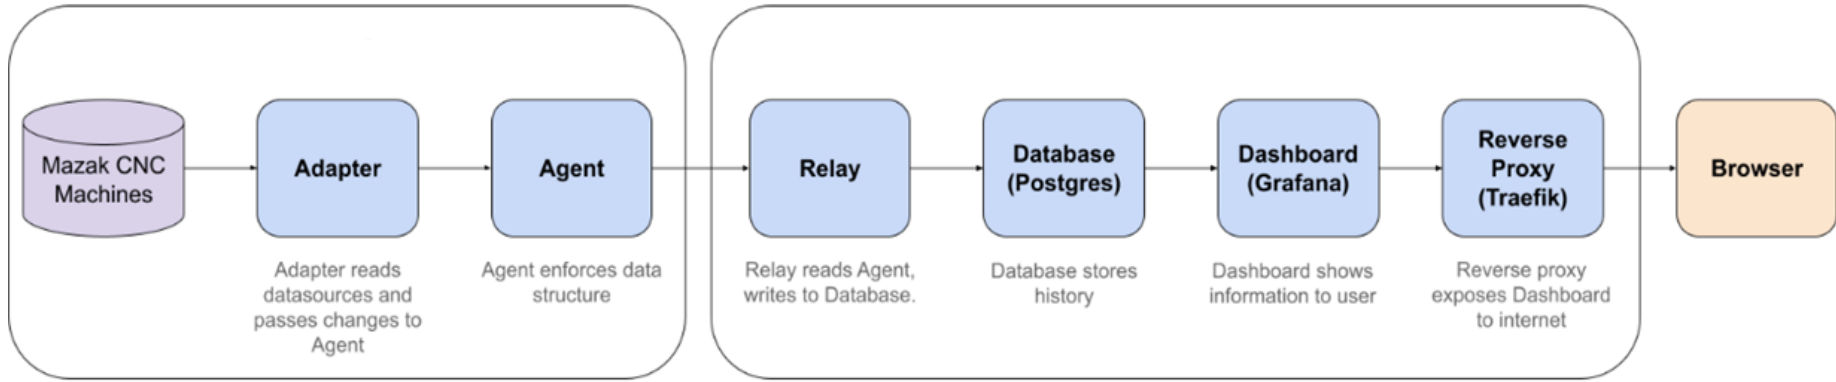 Mazak CNC
Machines
Adapter
Adapter reads
datasources and
passes changes to
Agent
Agent
Agent enforces data
structure
Relay
Relay reads Agent,
writes to Database.
Database
(Postgres)
Database stores
history
Dashboard
(Grafana)
Dashboard shows
information to user
Reverse
Proxy
(Traefik)
Reverse proxy
exposes Dashboard
to internet
Browser